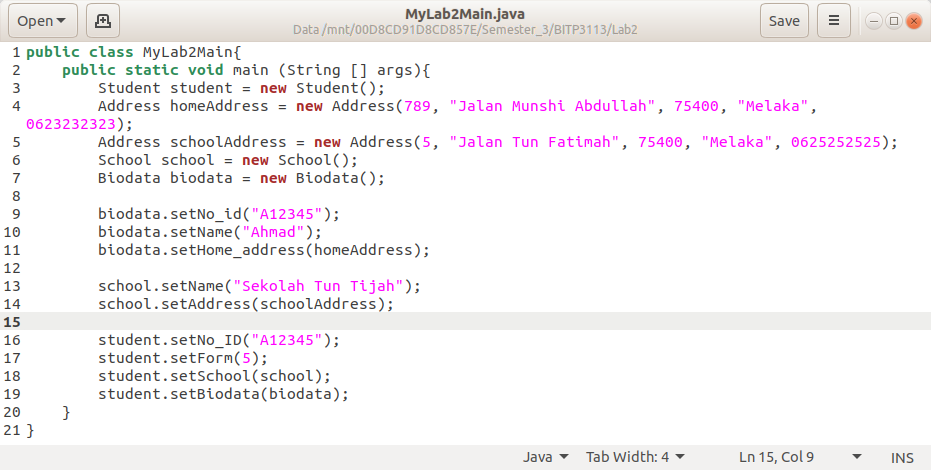 Open
MyLab2Main.java
Data /mnt/00D8CD91D8CD857E/Semester_3/BITP3113/Lab2
Save
1 public class MyLab2Main{
2     public static void main (String [] args){
3         Student student = new Student();
4         Address homeAddress = new Address(789, "Jalan Munshi Abdullah", 75400, "Melaka",
0623232323);
5         Address schoolAddress = new Address(5, "Jalan Tun Fatimah", 75400, "Melaka", 0625252525);
6         School school = new School();
7         Biodata biodata = new Biodata();
8
9         biodata.setNo_id("A12345");
10         biodata.setName("Ahmad");
11         biodata.setHome_address(homeAddress);
12
13         school.setName("Sekolah Tun Tijah");
14         school.setAddress(schoolAddress);
15
16         student.setNo_ID("A12345");
17         student.setForm(5);
18         student.setSchool(school);
19         student.setBiodata(biodata);
20     }
21 }
Java Tab Width: 4 Ln 15, Col 9 INS